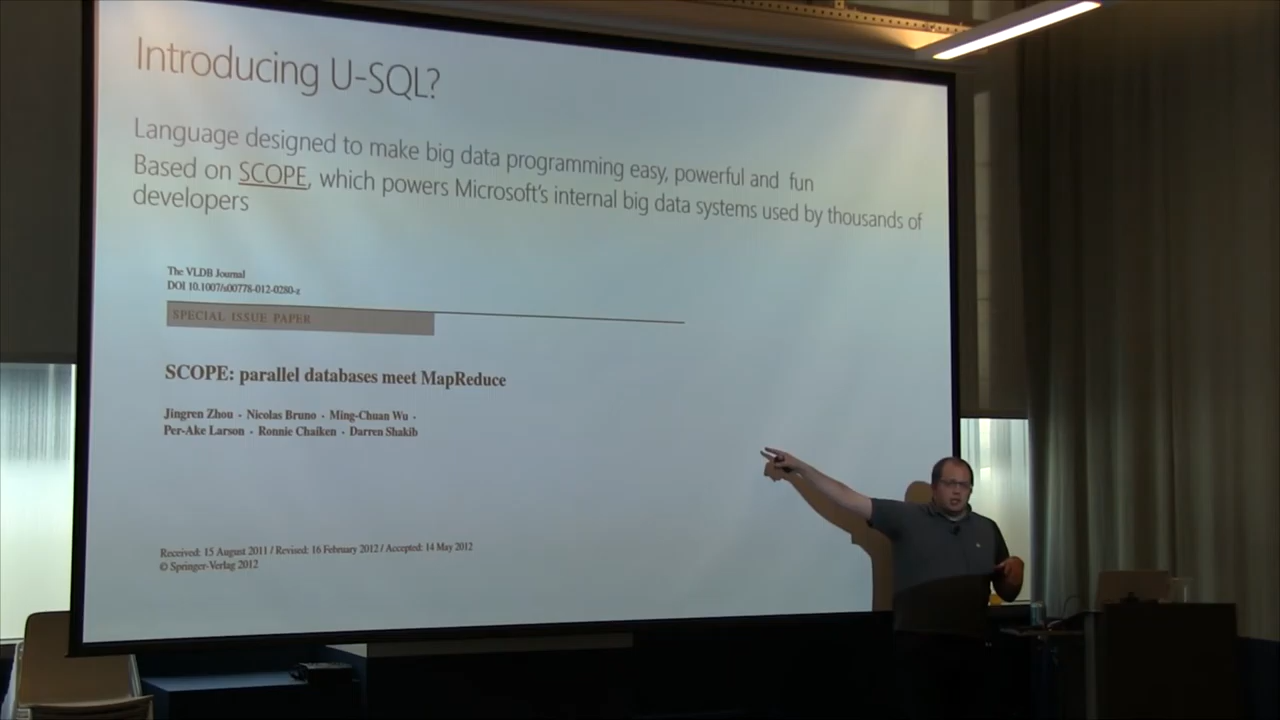 Introducing U-SQL?
Language designed to make big data programming easy, powerful and fun
Based on SCOPE, which powers Microsoft's internal big data systems used by thousands of
developers
The VLDB Journal
DOI 10.1007/s00778-012-0280-z
SPECIAL ISSUE PAPER
SCOPE: parallel databases meet MapReduce
Jingren Zhou · Nicolas Bruno · Ming-Chuan Wu ·
Per-Ake Larson · Ronnie Chaiken · Darren Shakib
Received: 15 August 2011 / Revised: 16 February 2012 / Accepted: 14 May 2012
© Springer-Verlag 2012